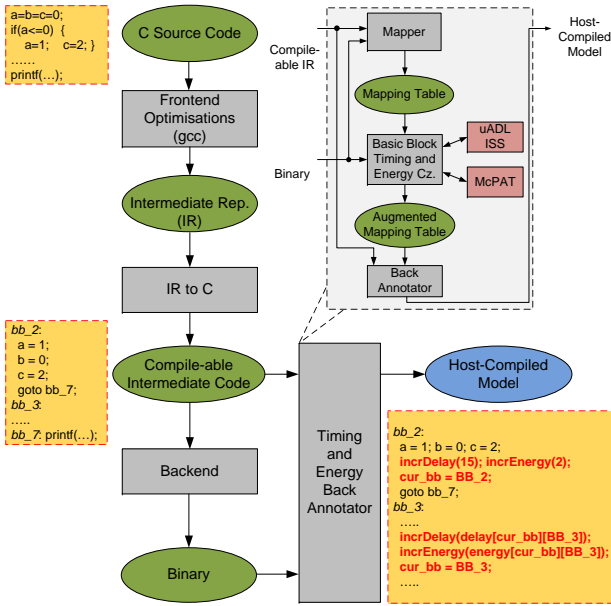 a=b=c=0;
if(a<=0) {
a=1; c=2; }
......
printf(…);
C Source Code
Frontend
Optimisations
(gcc)
Intermediate Rep.
(IR)
IR to C
bb_2:
a = 1;
b = 0;
c = 2;
goto bb_7;
bb_3:
.....
bb_7: printf(…);
Compile-able
Intermediate Code
Backend
Binary
Compile-
able IR
Binary
Mapper
Mapping Table
Basic Block
Timing and
Energy Cz.
uADL
ISS
McPAT
Augmented
Mapping Table
Back
Annotator
Host-
Compiled
Model
Timing
and
Energy
Back
Annotator
Host-Compiled
Model
bb_2:
a = 1; b = 0; c = 2;
incrDelay(15); incrEnergy(2);
cur_bb = BB_2;
goto bb_7;
bb_3:
.....
incrDelay(delay[cur_bb][BB_3]);
incrEnergy(energy[cur_bb][BB_3]);
cur_bb = BB_3;
.....